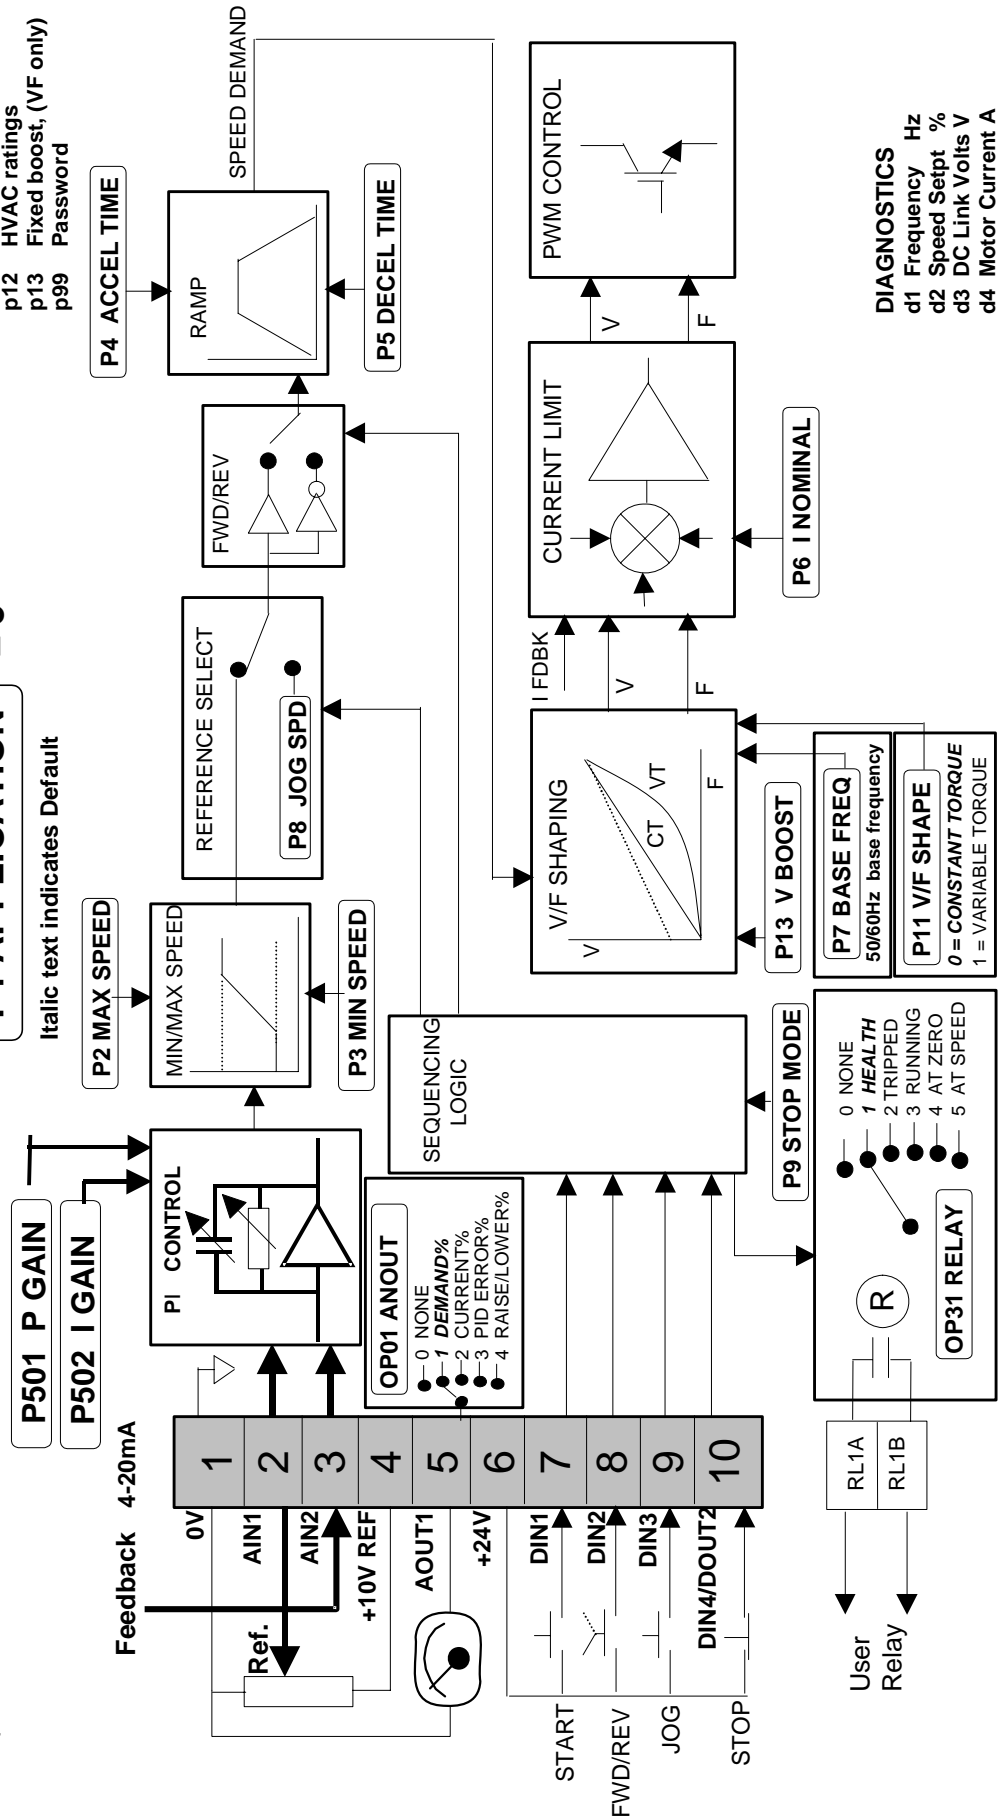 p12 HVAC ratings
p13 Fixed boost, (VF only)
p99 Password
Italic text indicates Default
P501 P GAIN
P502 I GAIN
P2 MAX SPEED
P3 MIN SPEED
P4 ACCEL TIME
P5 DECEL TIME
PI CONTROL
MIN/MAX SPEED
REFERENCE SELECT
P8 JOG SPD
FWD/REV
RAMP
SPEED DEMAND
Feedback 4-20mA
Ref.
0V
AIN1
AIN2
+10V REF
AOUT1
+24V
DIN1
DIN2
DIN3
DIN4/DOUT2
1
2
3
4
5
6
7
8
9
10
START
FWD/REV
JOG
STOP
OP01 ANOUT
0 NONE
1 DEMAND%
2 CURRENT%
3 PID ERROR%
4 RAISE/LOWER%
SEQUENCING
LOGIC
P9 STOP MODE
V/F SHAPING
V
CT
VT
F
P13 V BOOST
P7 BASE FREQ
50/60Hz base frequency
P11 V/F SHAPE
0 = CONSTANT TORQUE
1 = VARIABLE TORQUE
I FDBK
V
F
CURRENT LIMIT
P6 I NOMINAL
V
F
PWM CONTROL
User
Relay
RL1A
RL1B
R
OP31 RELAY
0 NONE
1 HEALTH
2 TRIPPED
3 RUNNING
4 AT ZERO
5 AT SPEED
DIAGNOSTICS
d1 Frequency Hz
d2 Speed Setpt %
d3 DC Link Volts V
d4 Motor Current A